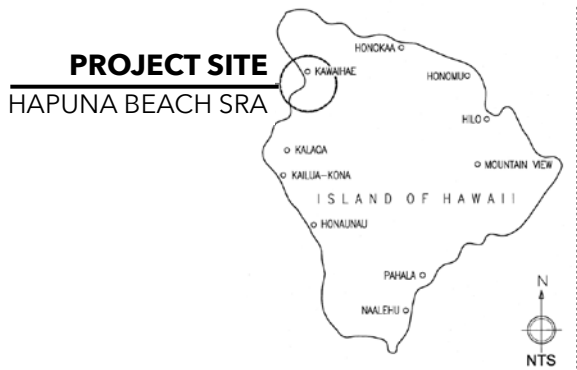 HONOKAA
PROJECT SITE
KAWAIHAE
HONOMU
HAPUNA BEACH SRA
HILO
KALAOA
MOUNTAIN VIEW
KAILUA-KONA
ISLAND OF HAWAII
HONAUNAU
PAHALA
N
NAALEHU
NTS